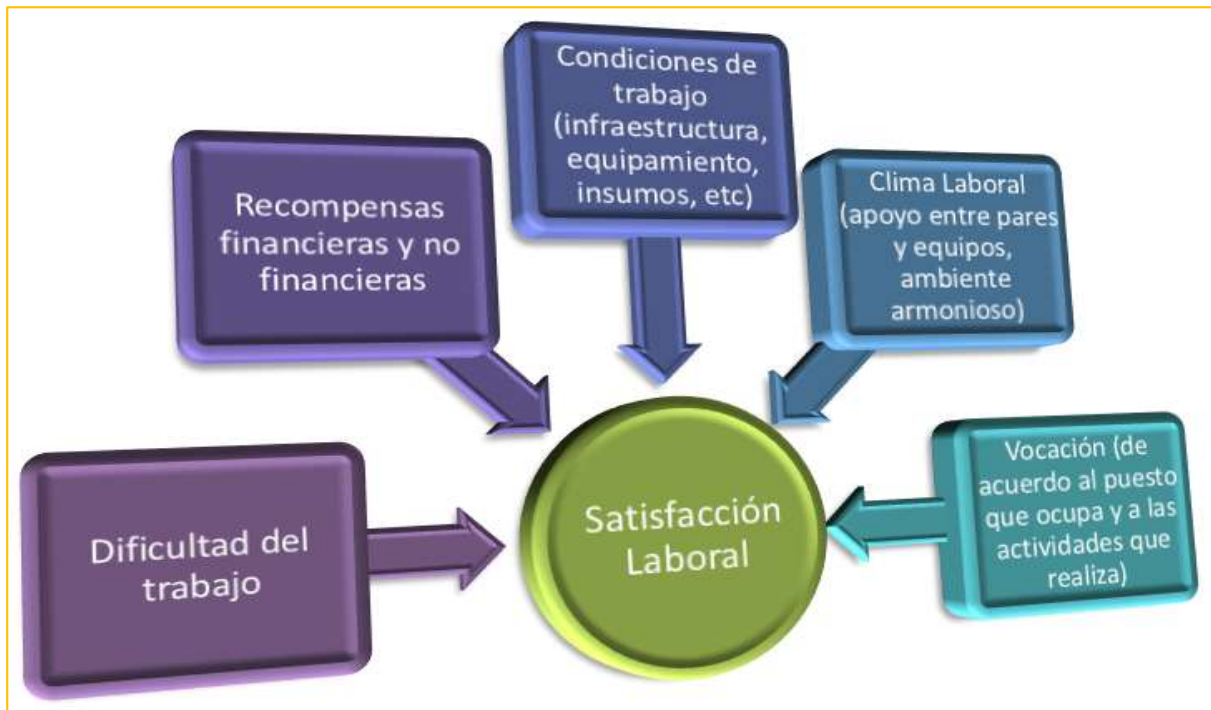 Condiciones de
trabajo
(infraestructura,
equipamiento,
insumos, etc)
Recompensas
financieras y no
financieras
Clima Laboral
(apoyo entre pares
y equipos,
ambiente
armonioso)
Dificultad del
trabajo
Satisfacción
Laboral
Vocación (de
acuerdo al puesto
que ocupa y a las
actividades que
realiza)